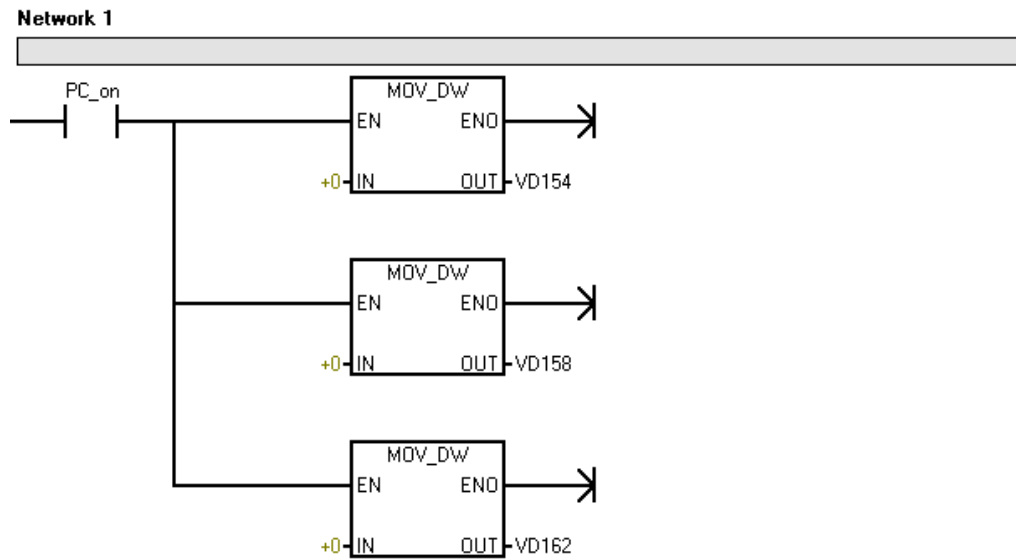 Network 1
PC_on
MOV_DW
EN ENO
+0 IN OUT VD154
MOV_DW
EN ENO
+0 IN OUT VD158
MOV_DW
EN ENO
+0 IN OUT VD162